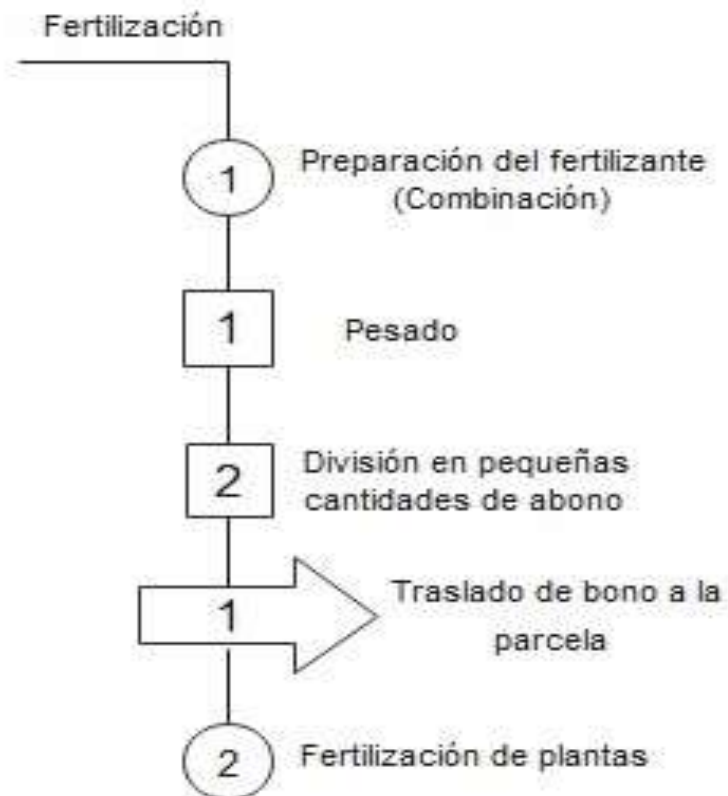 Fertilización
1
Preparación del fertilizante
(Combinación)
1
Pesado
2
División en pequeñas
cantidades de abono
1
Traslado de bono a la
parcela
2
Fertilización de plantas